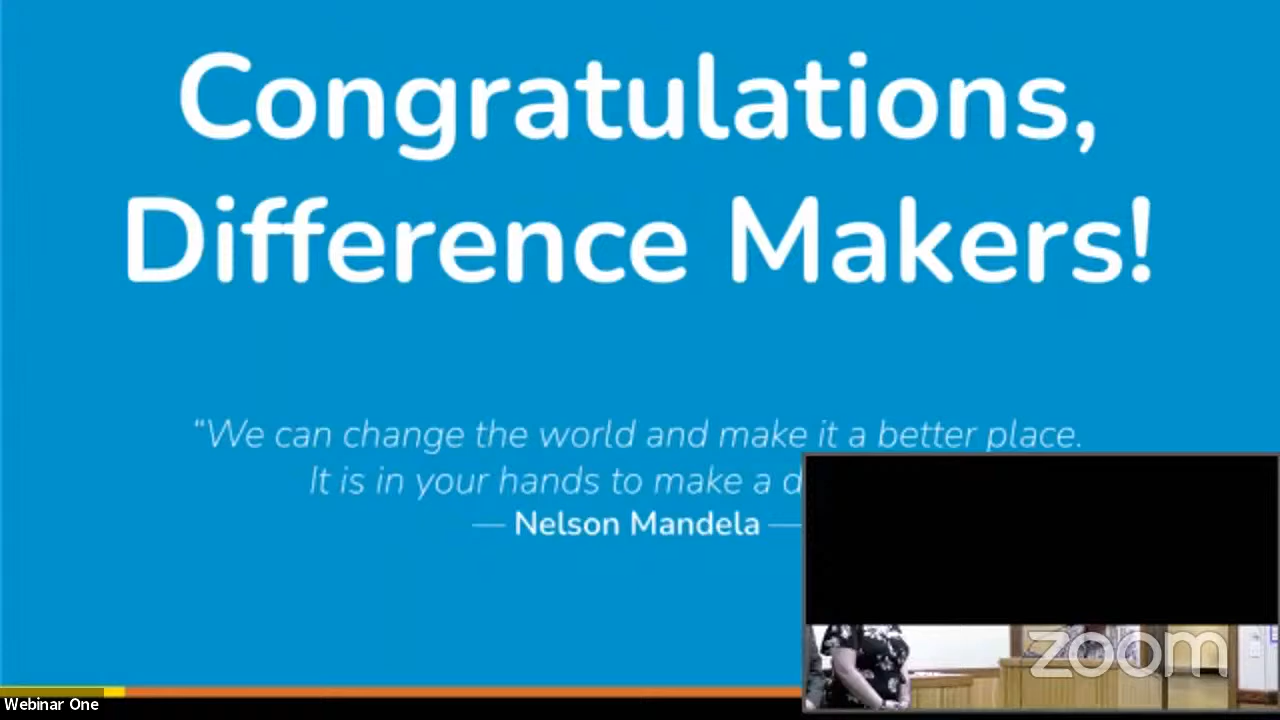 Congratulations,
Difference Makers!
“We can change the world and make it a better place.
It is in your hands to make a d
— Nelson Mandela —
zoom
Webinar One